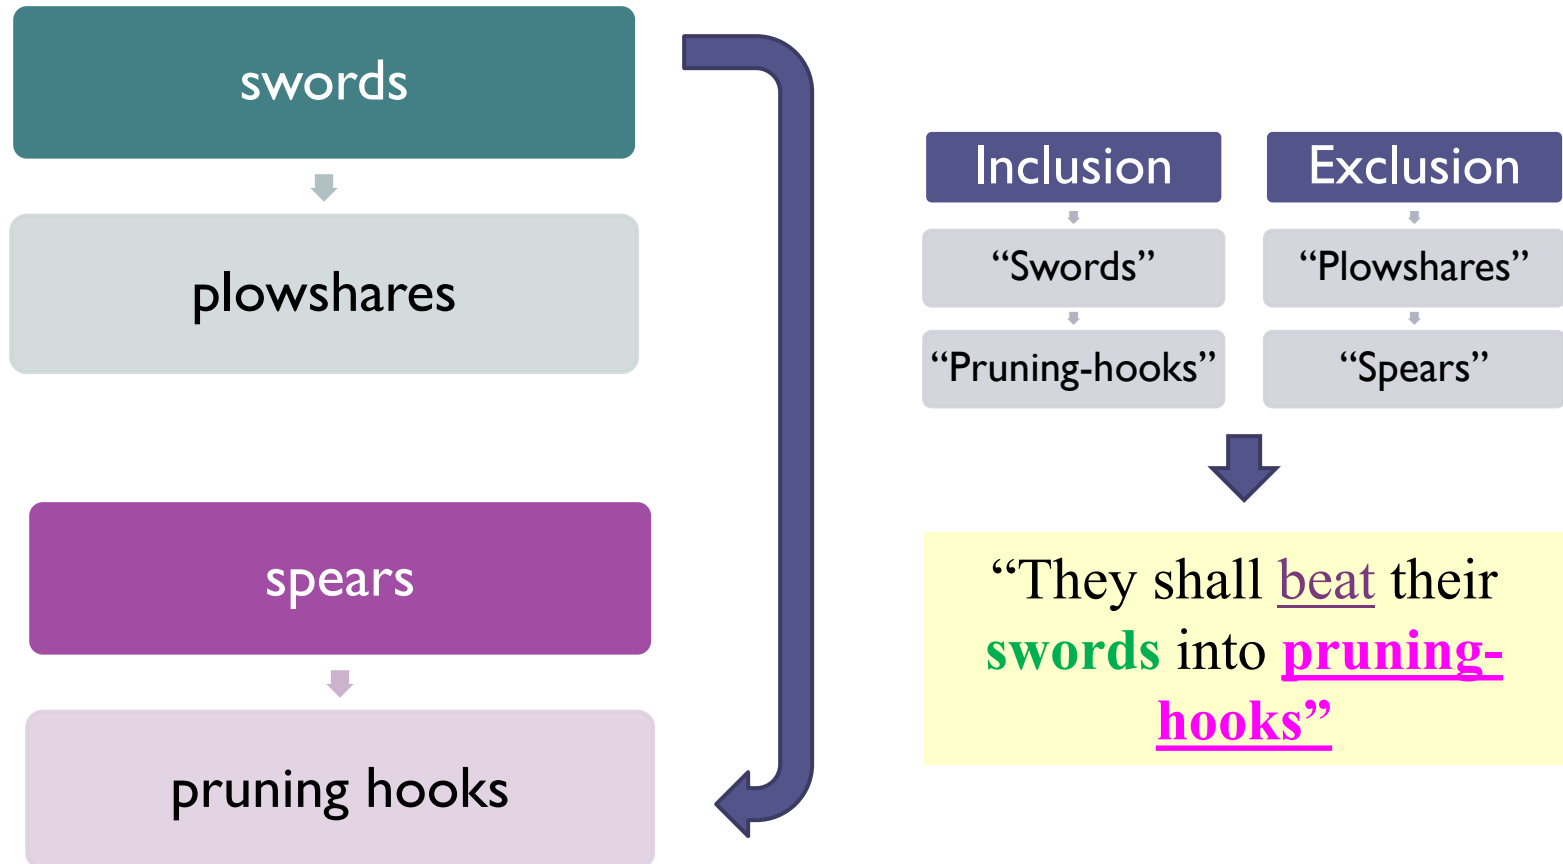 swords
plowshares
spears
pruning hooks
Inclusion
“Swords”
“Pruning-hooks”
Exclusion
“Plowshares”
“Spears”
“They shall beat their
swords into pruning-
hooks”